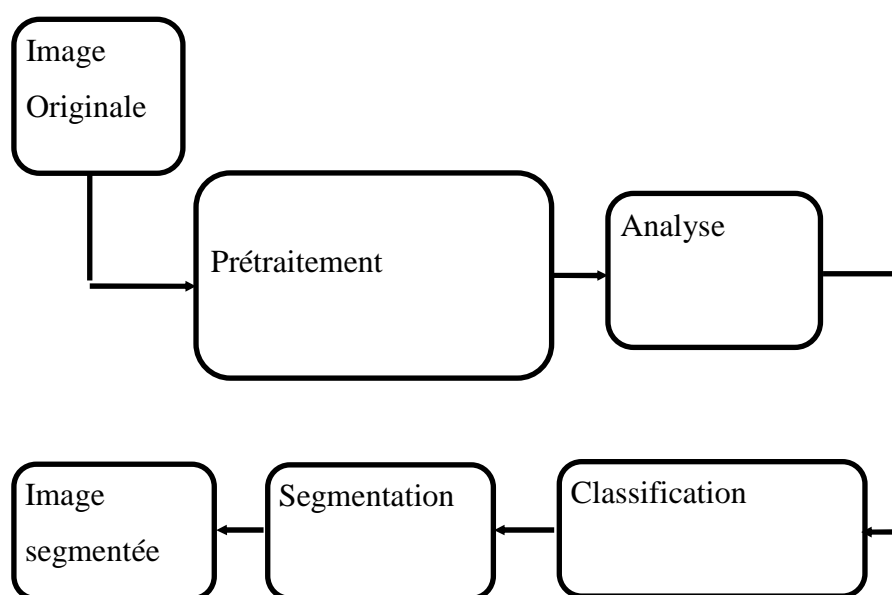 Image
Originale
Prétraitement
Analyse
Classification
Segmentation
Image
segmentée